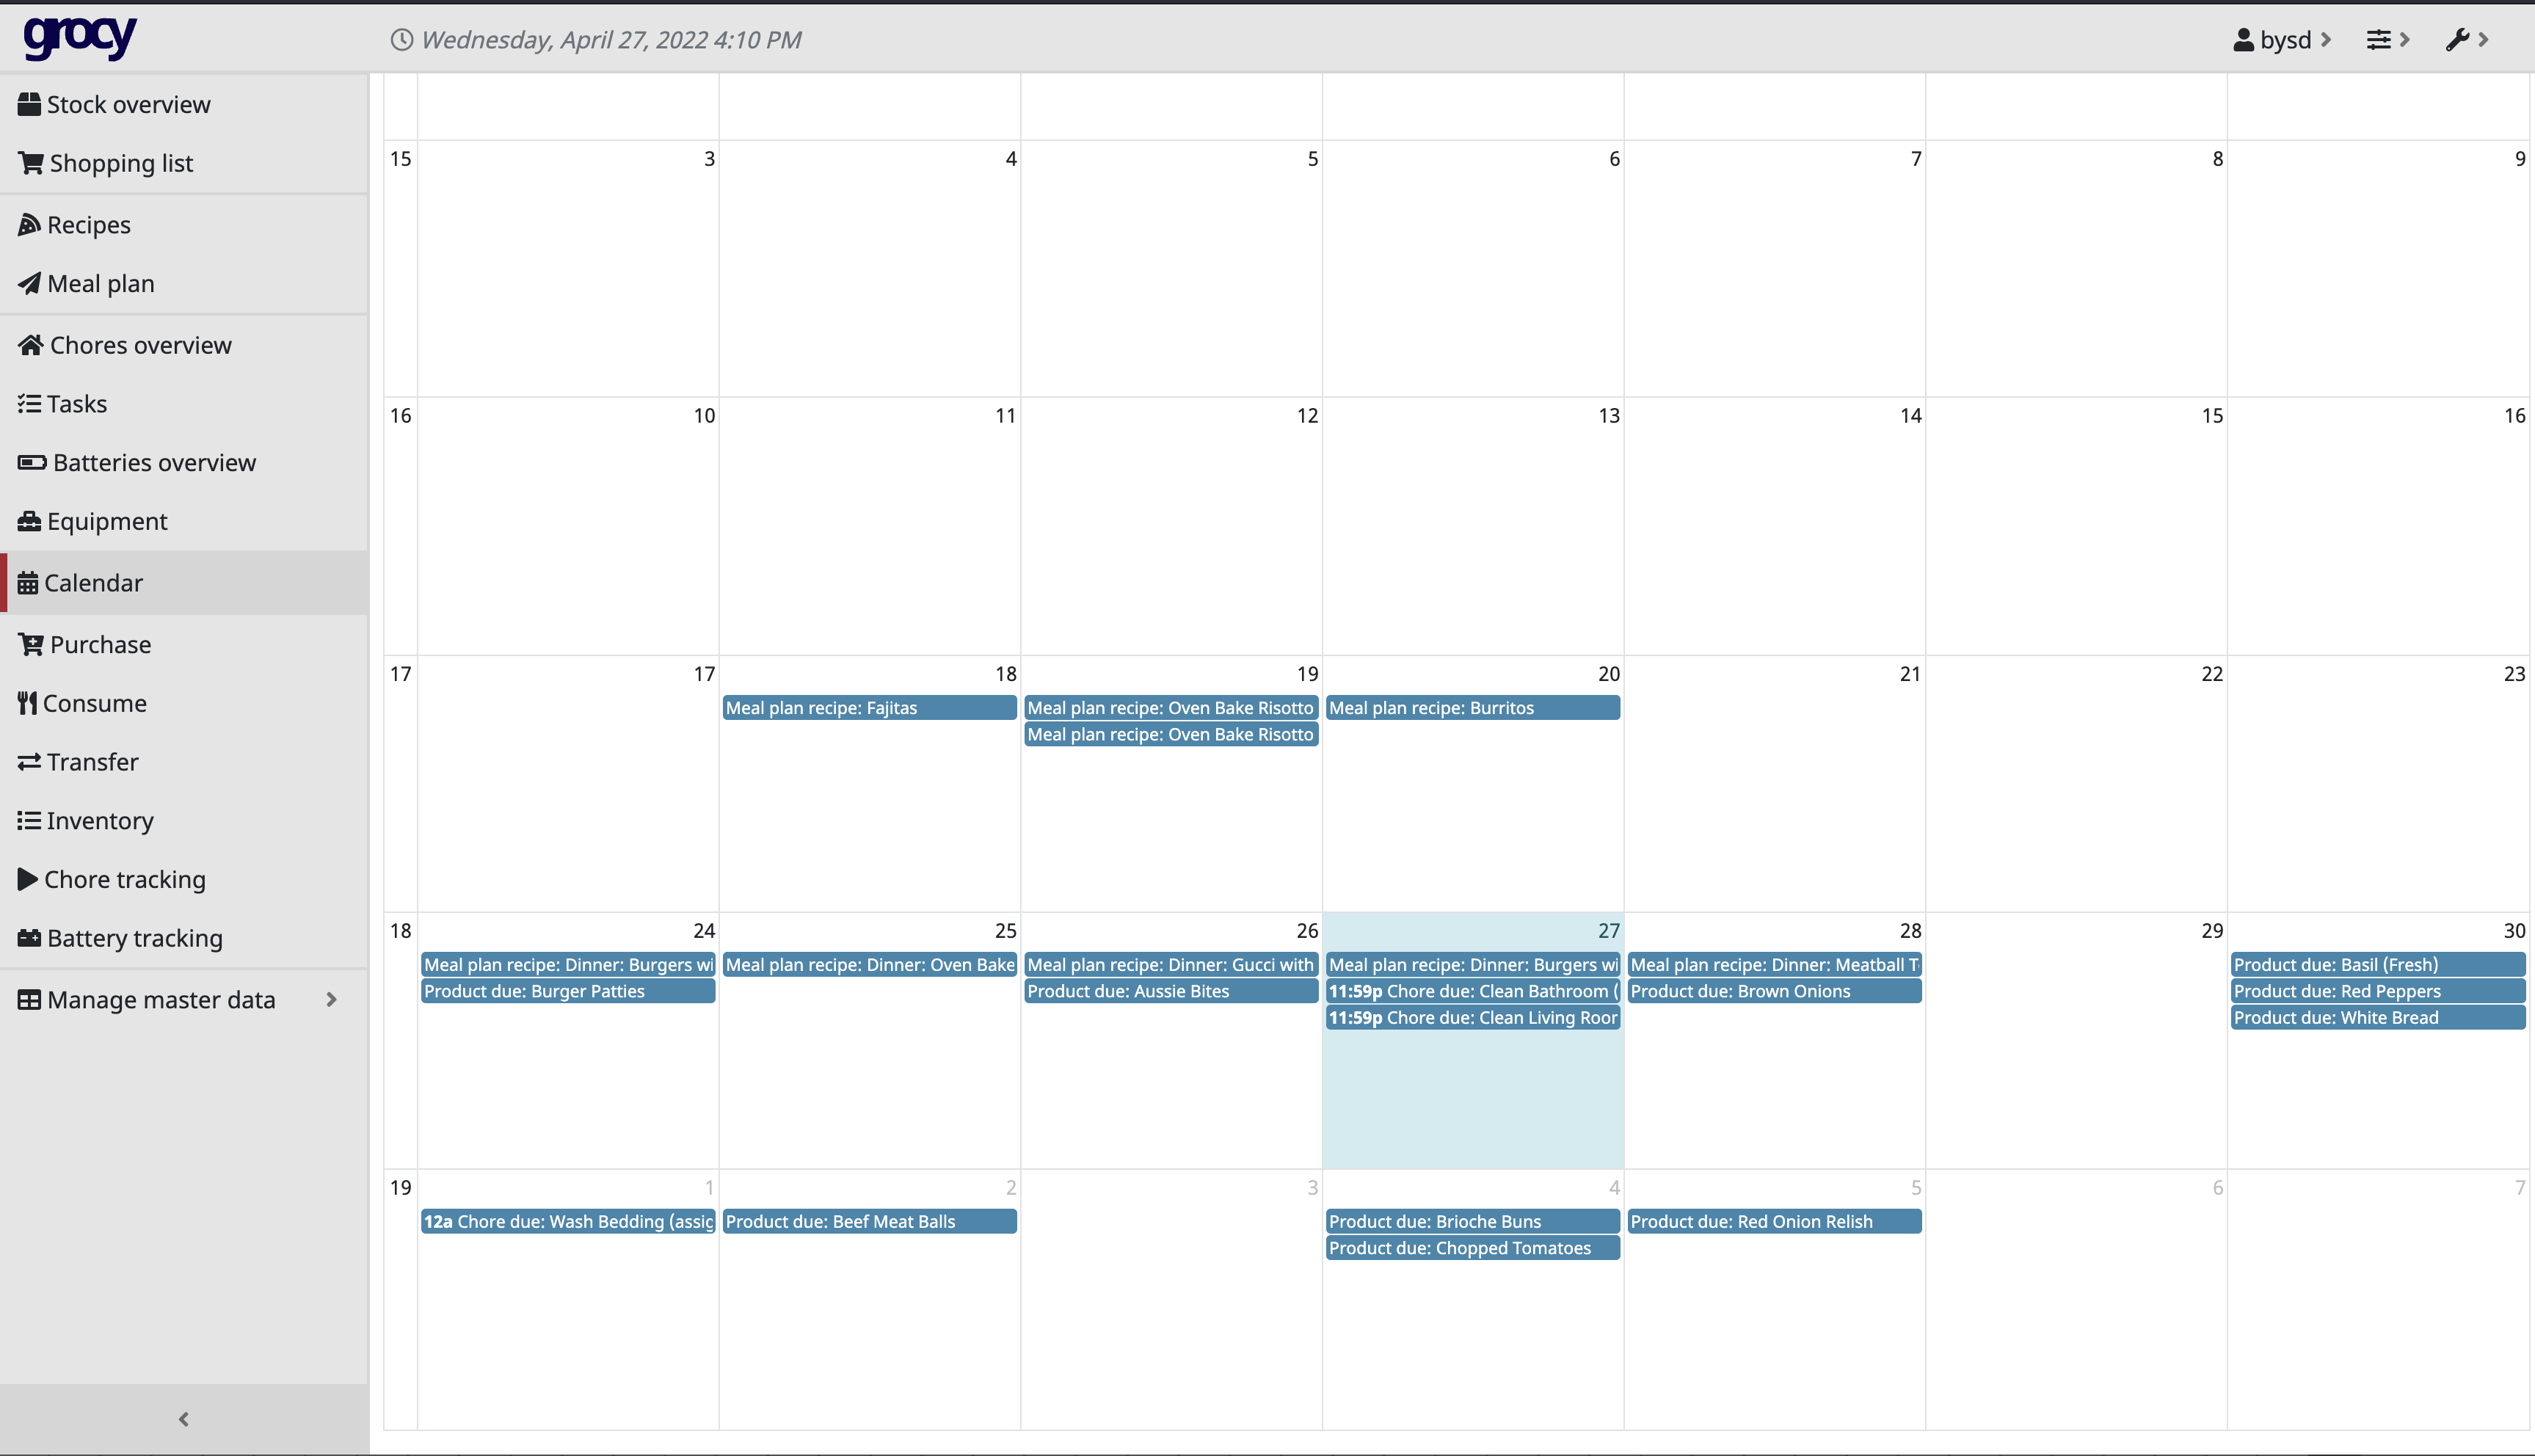 grocy
Wednesday, April 27, 2022 4:10 PM
bysd
Stock overview
Shopping list
Recipes
Meal plan
Chores overview
Tasks
Batteries overview
Equipment
Calendar
Purchase
Consume
Transfer
Inventory
Chore tracking
Battery tracking
Manage master data
15 3 4 5 6 7 8 9
16 10 11 12 13 14 15 16
17 17 18 19 20 21 22 23
Meal plan recipe: Fajitas
Meal plan recipe: Oven Bake Risotto
Meal plan recipe: Oven Bake Risotto
Meal plan recipe: Burritos
18 24 25 26 27 28 29 30
Meal plan recipe: Dinner: Burgers wi
Product due: Burger Patties
Meal plan recipe: Dinner: Oven Bake
Meal plan recipe: Dinner: Gucci with
Product due: Aussie Bites
Meal plan recipe: Dinner: Burgers wi
11:59p Chore due: Clean Bathroom (
11:59p Chore due: Clean Living Roor
Meal plan recipe: Dinner: Meatball T
Product due: Brown Onions
Product due: Basil (Fresh)
Product due: Red Peppers
Product due: White Bread
19 1 2 3 4 5 6 7
12a Chore due: Wash Bedding (assig
Product due: Beef Meat Balls
Product due: Brioche Buns
Product due: Chopped Tomatoes
Product due: Red Onion Relish